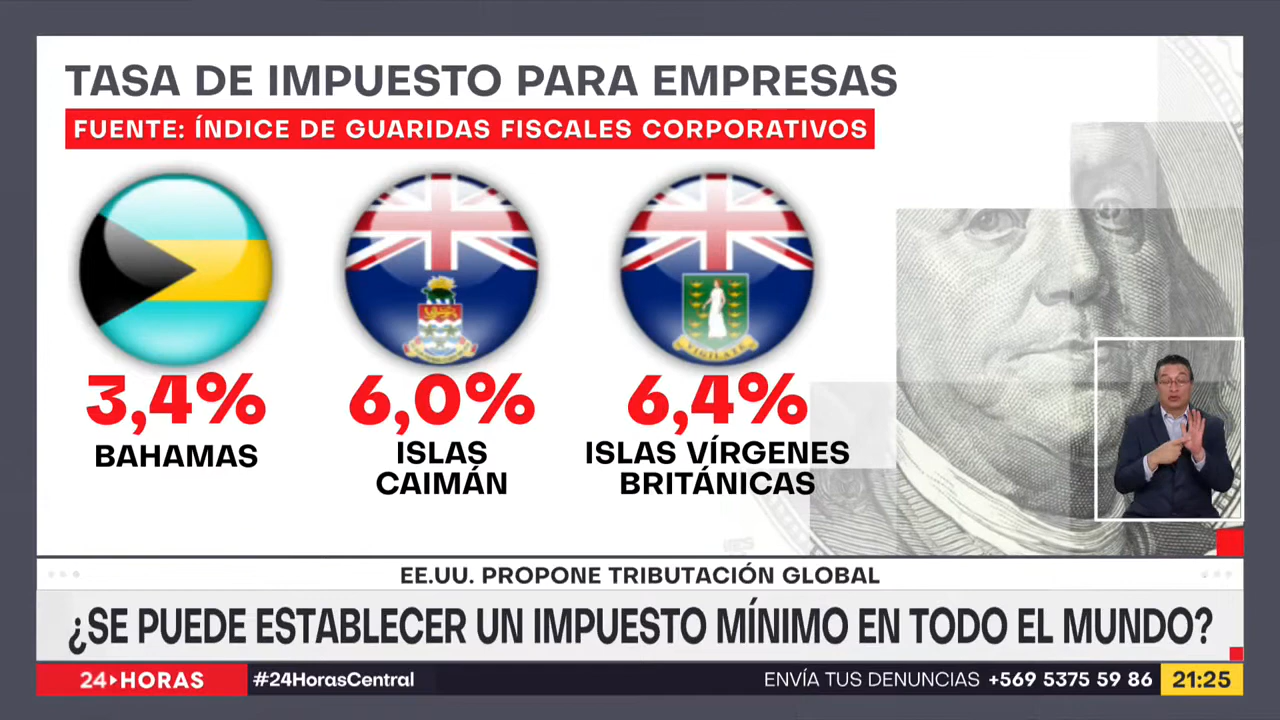 TASA DE IMPUESTO PARA EMPRESAS
FUENTE: ÍNDICE DE GUARIDAS FISCALES CORPORATIVOS
3,4%
BAHAMAS
6,0%
ISLAS
CAIMÁN
6,4%
ISLAS VÍRGENES
BRITÁNICAS
VIGILATE
EE.UU. PROPONE TRIBUTACIÓN GLOBAL
¿SE PUEDE ESTABLECER UN IMPUESTO MÍNIMO EN TODO EL MUNDO?
24 HORAS
#24HorasCentral
ENVÍA TUS DENUNCIAS +569 5375 59 86
21:25